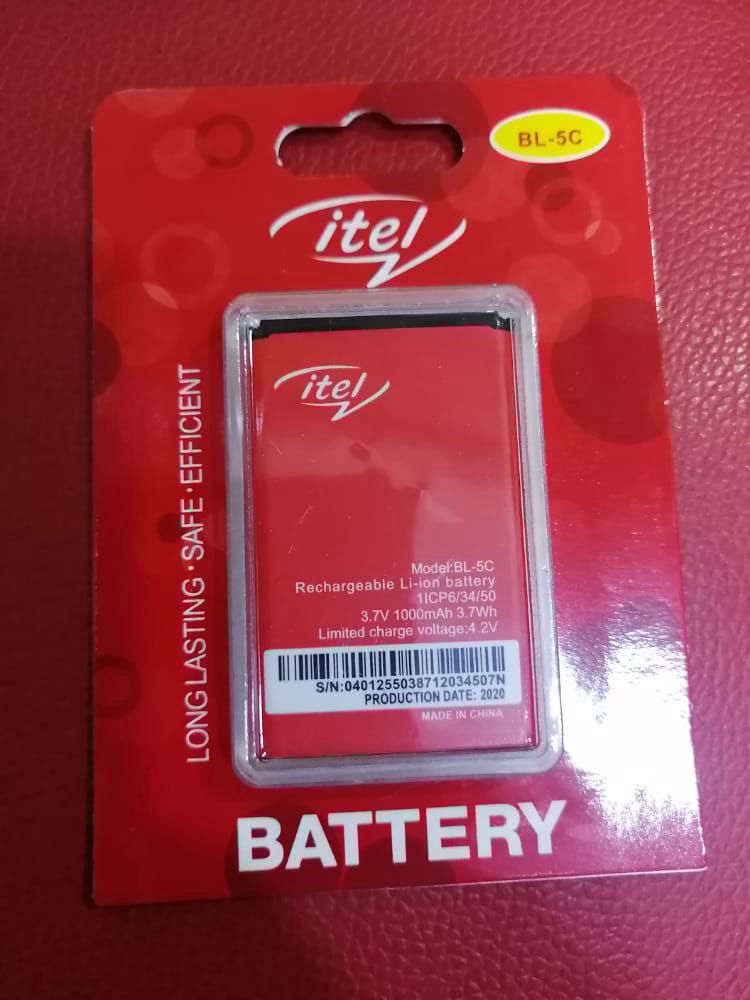 BL-5C
itel
itel
LONG LASTING · SAFE · EFFICIENT
Model:BL-5C
Rechargeable Li-ion battery
1ICP6/34/50
3.7V 1000mAh 3.7Wh
Limited charge voltage:4.2V
S/N:0401255038712034507N
PRODUCTION DATE: 2020
MADE IN CHINA
BATTERY